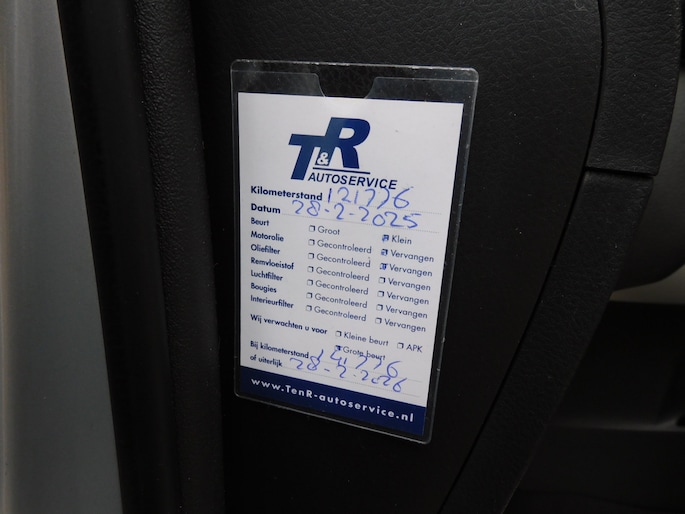 T&R
AUTOSERVICE
Kilometerstand 121776
Datum 28-2-2025
Beurt Groot Klein
Motorolie Gecontroleerd Vervangen
Oliefilter Gecontroleerd Vervangen
Remvloeistof Gecontroleerd Vervangen
Luchtfilter Gecontroleerd Vervangen
Bougies Gecontroleerd Vervangen
Interieurfilter Gecontroleerd Vervangen
Wij verwachten u voor Kleine beurt APK
Grote beurt
Bij kilometerstand 141776
of uiterlijk 28-2-2026
www.TenR-autoservice.nl